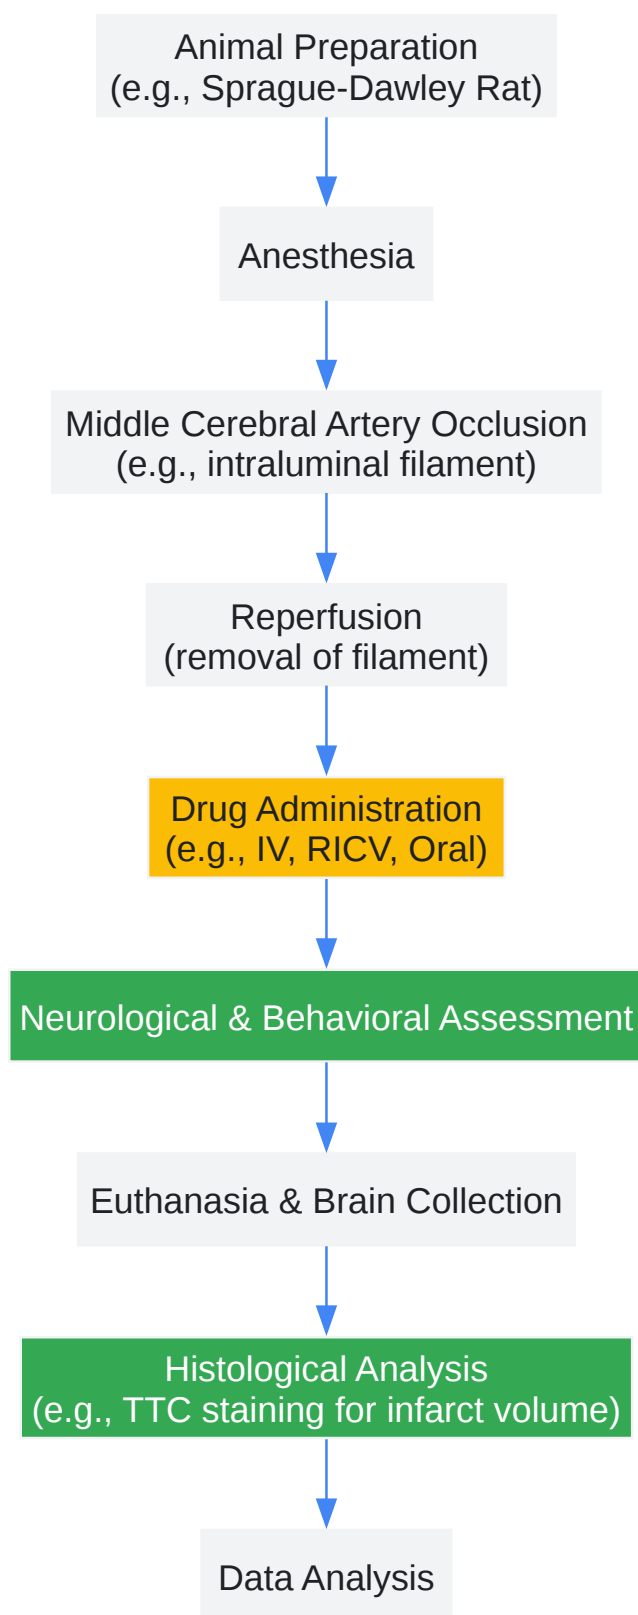 Animal Preparation
(e.g., Sprague-Dawley Rat)
Anesthesia
Middle Cerebral Artery Occlusion
(e.g., intraluminal filament)
Reperfusion
(removal of filament)
Drug Administration
(e.g., IV, RICV, Oral)
Neurological & Behavioral Assessment
Euthanasia & Brain Collection
Histological Analysis
(e.g., TTC staining for infarct volume)
Data Analysis